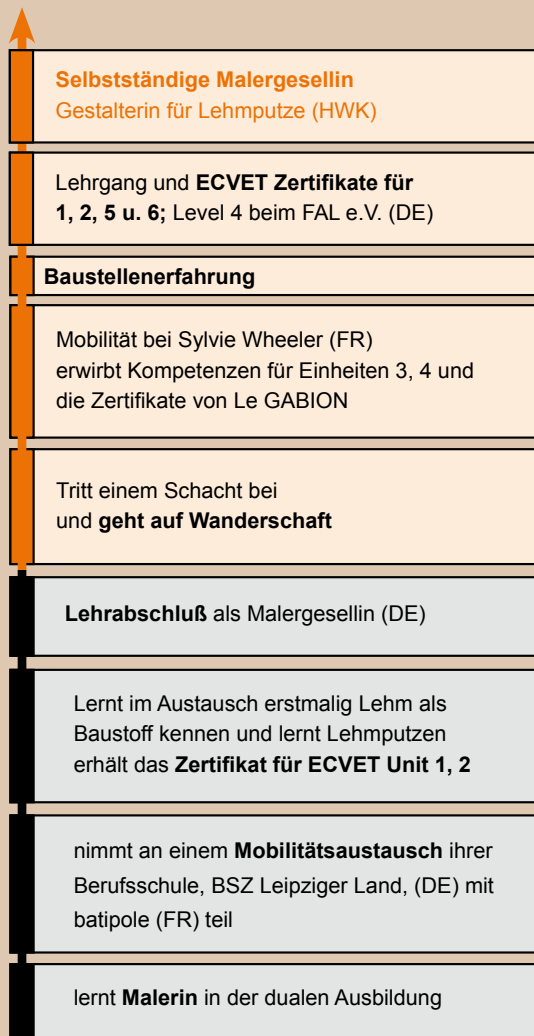 Selbstständige Malergesellin
Gestalterin für Lehmputze (HWK)
Lehrgang und ECVET Zertifikate für
1, 2, 5 u. 6; Level 4 beim FAL e.V. (DE)
Baustellenerfahrung
Mobilität bei Sylvie Wheeler (FR)
erwirbt Kompetenzen für Einheiten 3, 4 und
die Zertifikate von Le GABION
Tritt einem Schacht bei
und geht auf Wanderschaft
Lehrabschluß als Malergesellin (DE)
Lernt im Austausch erstmalig Lehm als
Baustoff kennen und lernt Lehmputzen
erhält das Zertifikat für ECVET Unit 1, 2
nimmt an einem Mobilitätsaustausch ihrer
Berufsschule, BSZ Leipziger Land, (DE) mit
batipole (FR) teil
lernt Malerin in der dualen Ausbildung